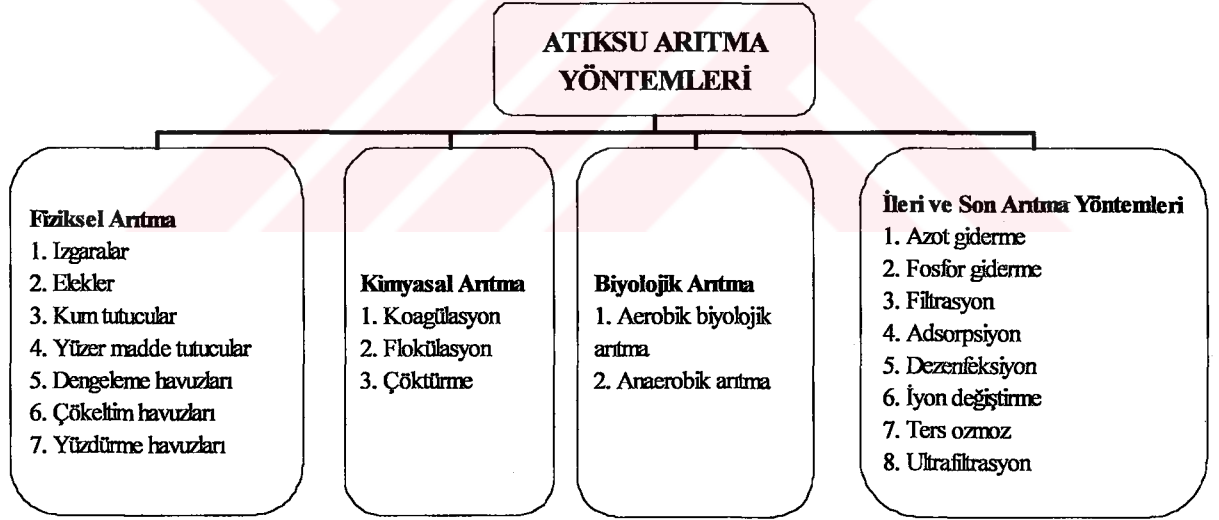 ATIKSU ARITMA
YÖNTEMLERİ
Fiziksel Arıtma
1. Izgaralar
2. Elekler
3. Kum tutucular
4. Yüzer madde tutucular
5. Dengeleme havuzları
6. Çökeltim havuzları
7. Yüzdürme havuzları
Kimyasal Arıtma
1. Koagülasyon
2. Flokülasyon
3. Çöktürme
Biyolojik Arıtma
1. Aerobik biyolojik
arıtma
2. Anaerobik arıtma
İleri ve Son Arıtma Yöntemleri
1. Azot giderme
2. Fosfor giderme
3. Filtrasyon
4. Adsorpsiyon
5. Dezenfeksiyon
6. İyon değiştirme
7. Ters ozmoz
8. Ultrafiltrasyon